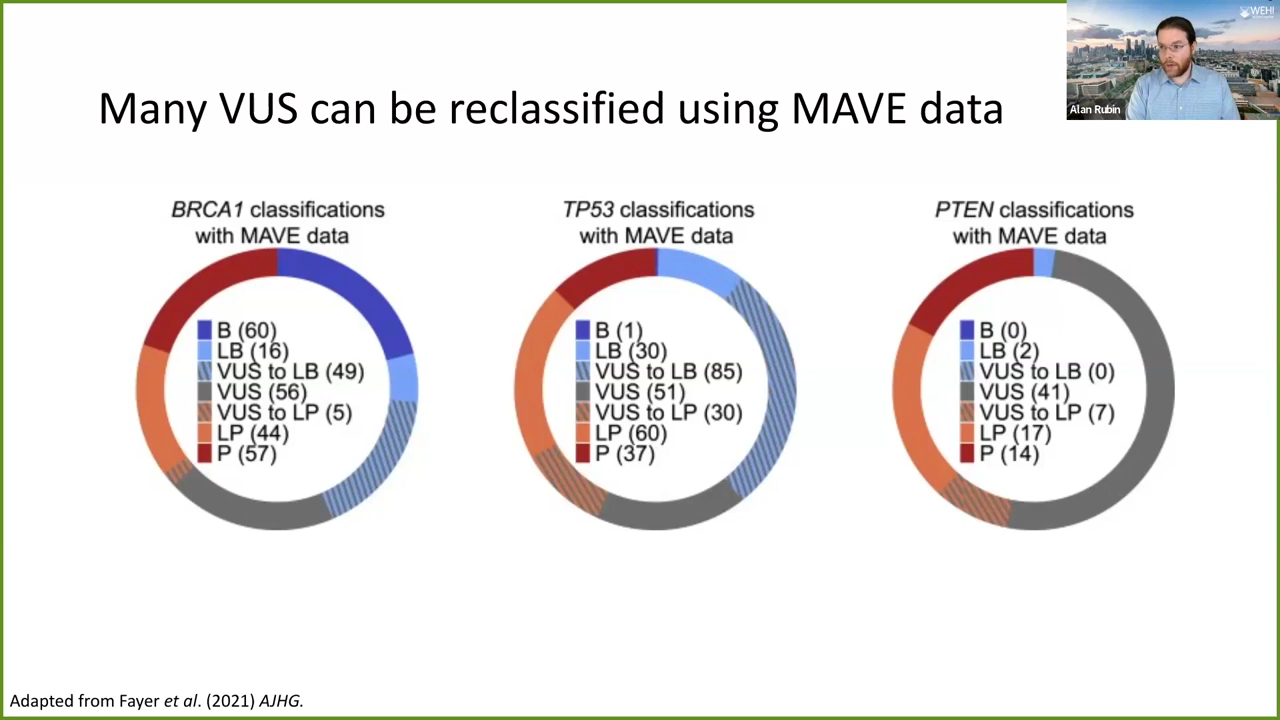 WEHI
Alan Rubin
Many VUS can be reclassified using MAVE data
BRCA1 classifications
with MAVE data
B (60)
LB (16)
VUS to LB (49)
VUS (56)
VUS to LP (5)
LP (44)
P (57)
TP53 classifications
with MAVE data
B (1)
LB (30)
VUS to LB (85)
VUS (51)
VUS to LP (30)
LP (60)
P (37)
PTEN classifications
with MAVE data
B (0)
LB (2)
VUS to LB (0)
VUS (41)
VUS to LP (7)
LP (17)
P (14)
Adapted from Fayer et al. (2021) AJHG.